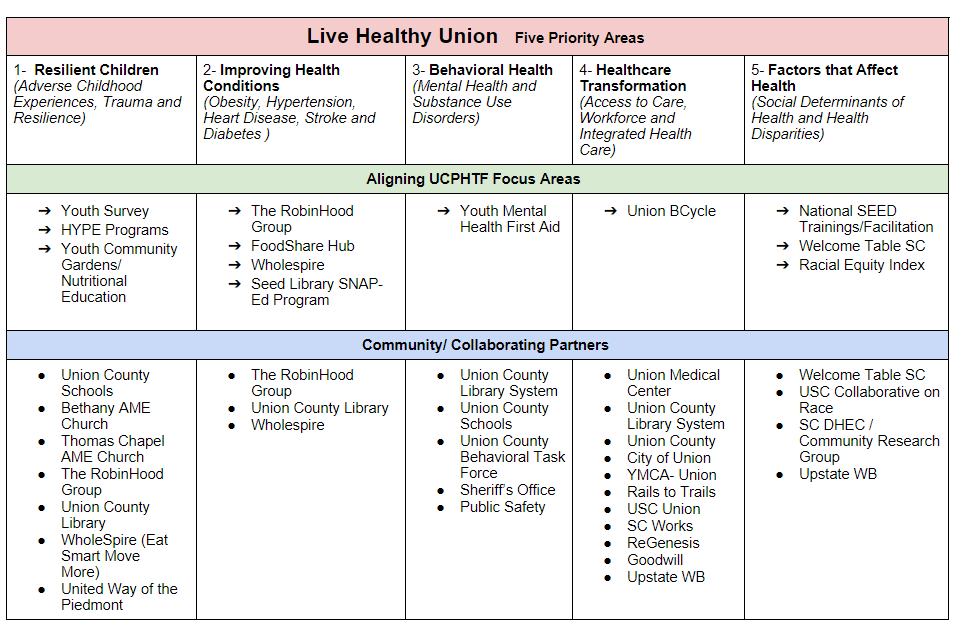 Live Healthy Union Five Priority Areas
1- Resilient Children
(Adverse Childhood
Experiences, Trauma and
Resilience)
2- Improving Health
Conditions
(Obesity, Hypertension,
Heart Disease, Stroke and
Diabetes )
3- Behavioral Health
(Mental Health and
Substance Use
Disorders)
4- Healthcare
Transformation
(Access to Care,
Workforce and
Integrated Health
Care)
5- Factors that Affect
Health
(Social Determinants of
Health and Health
Disparities)
Aligning UCPHTF Focus Areas
➔ Youth Survey
➔ HYPE Programs
➔ Youth Community
Gardens/
Nutritional
Education
➔ The RobinHood
Group
➔ FoodShare Hub
➔ Wholespire
➔ Seed Library SNAP-
Ed Program
➔ Youth Mental
Health First Aid
➔ Union BCycle
➔ National SEED
Trainings/Facilitation
➔ Welcome Table SC
➔ Racial Equity Index
Community/ Collaborating Partners
● Union County
Schools
● Bethany AME
Church
● Thomas Chapel
AME Church
● The RobinHood
Group
● Union County
Library
● WholeSpire (Eat
Smart Move
More)
● United Way of the
Piedmont
● The RobinHood
Group
● Union County Library
● Wholespire
● Union County
Library System
● Union County
Schools
● Union County
Behavioral Task
Force
● Sheriff's Office
● Public Safety
● Union Medical
Center
● Union County
Library System
● Union County
● City of Union
● YMCA- Union
● Rails to Trails
● USC Union
● SC Works
● ReGenesis
● Goodwill
● Upstate WB
● Welcome Table SC
● USC Collaborative on
Race
● SC DHEC /
Community Research
Group
● Upstate WB